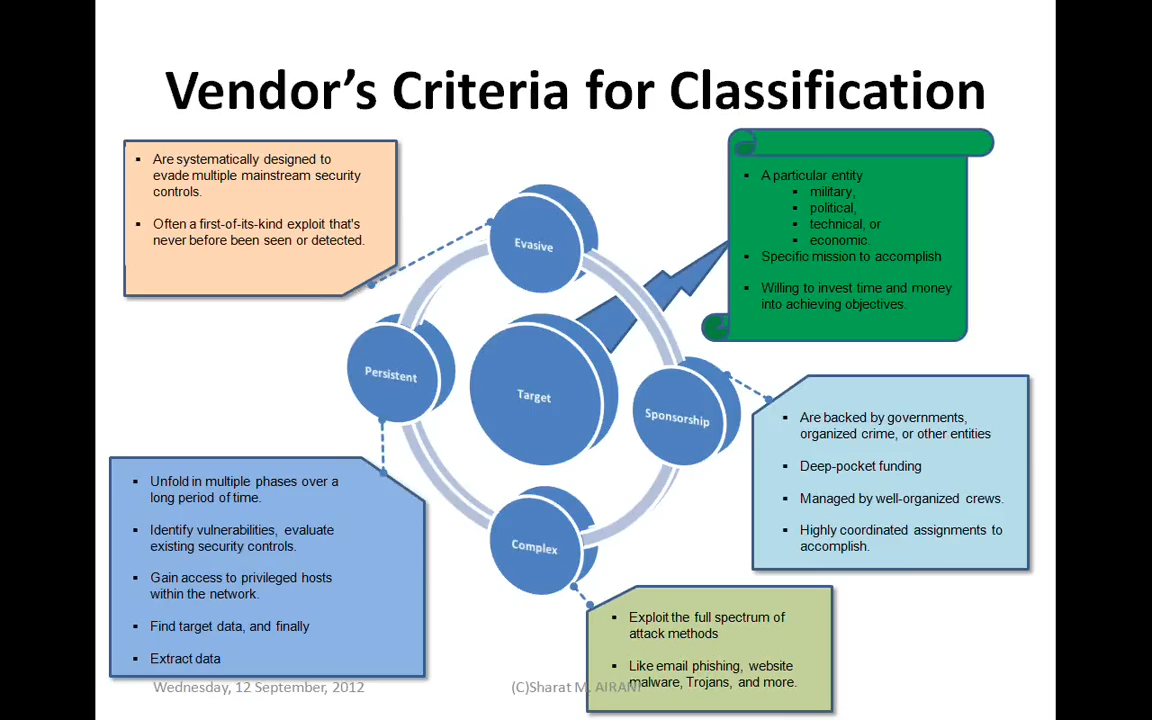 Vendor's Criteria for Classification
▪ Are systematically designed to
evade multiple mainstream security
controls.
▪ Often a first-of-its-kind exploit that's
never before been seen or detected.
▪ A particular entity
▪ military,
▪ political,
▪ technical, or
▪ economic.
▪ Specific mission to accomplish
▪ Willing to invest time and money
into achieving objectives.
Evasive
Persistent
Target
Sponsorship
Complex
▪ Are backed by governments,
organized crime, or other entities
▪ Deep-pocket funding
▪ Managed by well-organized crews.
▪ Highly coordinated assignments to
accomplish.
▪ Unfold in multiple phases over a
long period of time.
▪ Identify vulnerabilities, evaluate
existing security controls.
▪ Gain access to privileged hosts
within the network.
▪ Find target data, and finally
▪ Extract data
▪ Exploit the full spectrum of
attack methods
▪ Like email phishing, website
malware, Trojans, and more.
Wednesday, 12 September, 2012
(C)Sharat M. AIRANI